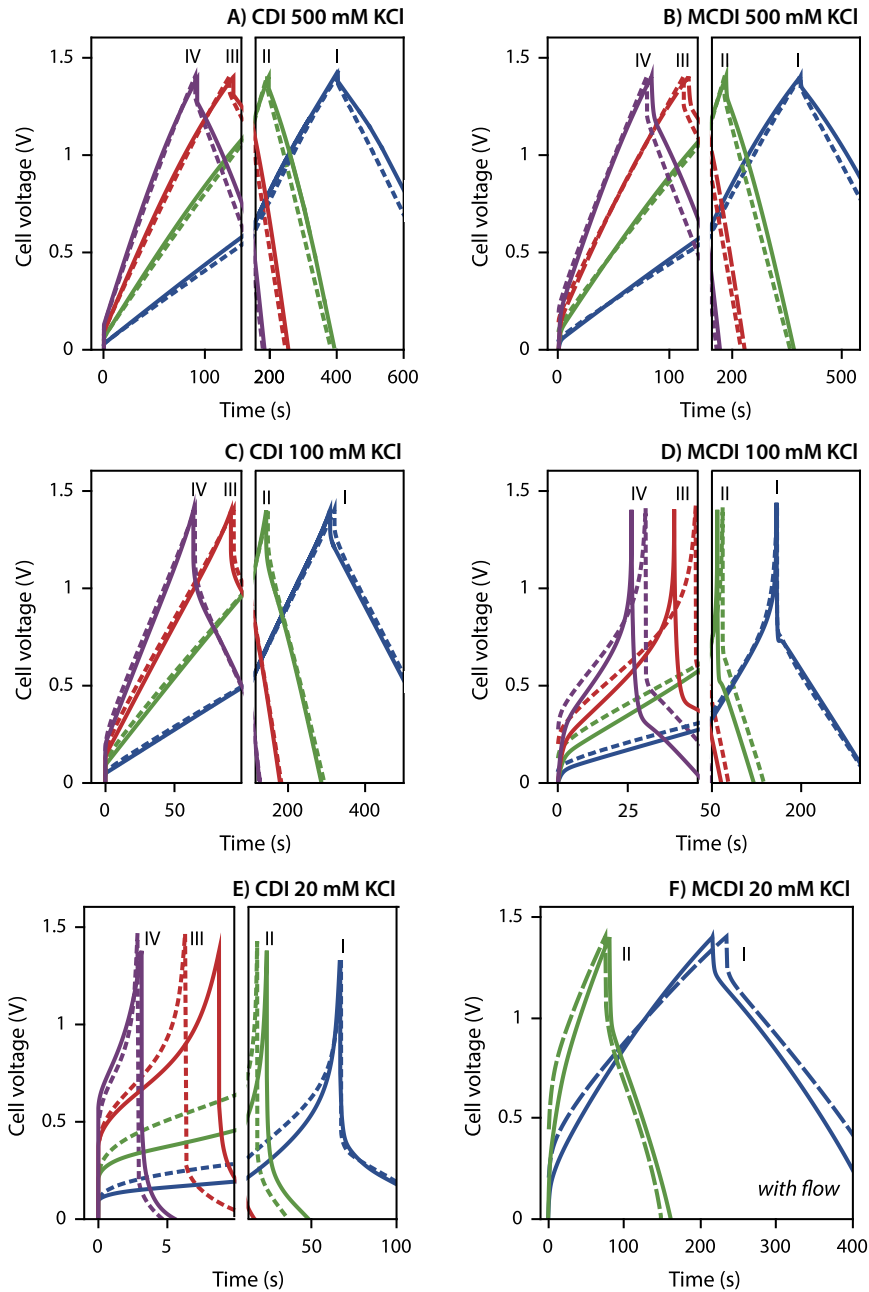 A) CDI 500 mM KCl
1.5
1
0.5
0
Cell voltage (V)
IV
III
II
I
0
100
200
400
600
Time (s)
B) MCDI 500 mM KCl
1.5
1
0.5
0
Cell voltage (V)
IV
III
II
I
0
100
200
500
Time (s)
C) CDI 100 mM KCl
1.5
1
0.5
0
Cell voltage (V)
IV
III
II
I
0
50
200
400
Time (s)
D) MCDI 100 mM KCl
1.5
1
0.5
0
Cell voltage (V)
IV
III
II
I
0
25
50
200
Time (s)
E) CDI 20 mM KCl
1.5
1
0.5
0
Cell voltage (V)
IV
III
II
I
0
5
50
100
Time (s)
F) MCDI 20 mM KCl
1.5
1
0.5
0
Cell voltage (V)
II
I
with flow
0
100
200
300
400
Time (s)